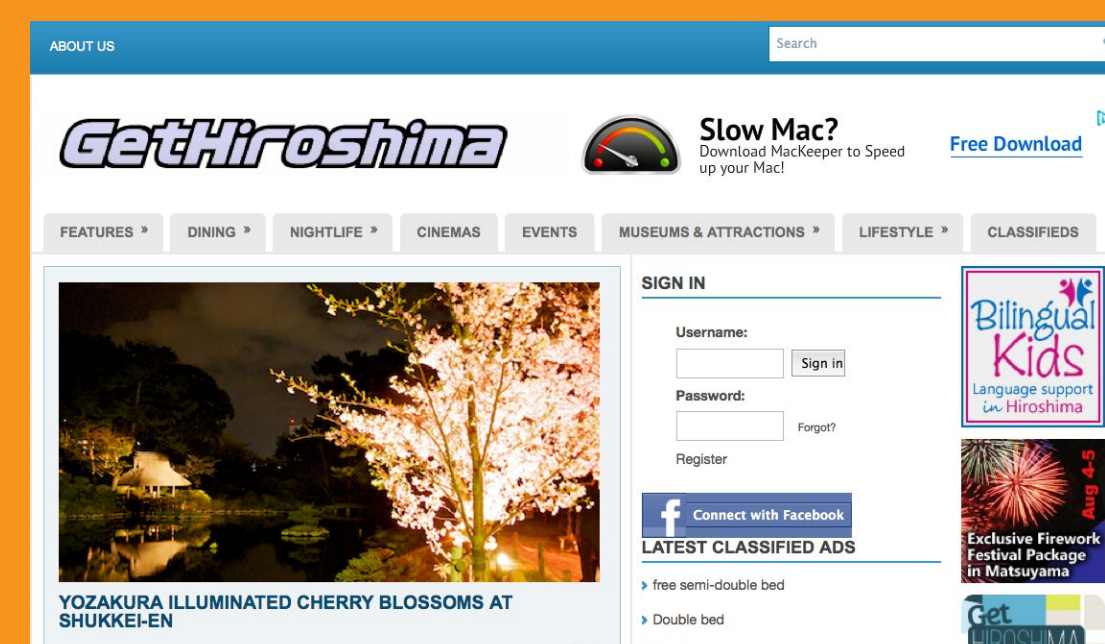 ABOUT US
Search
GetHiroshima
Slow Mac?
Download MacKeeper to Speed
up your Mac!
Free Download
FEATURES »
DINING »
NIGHTLIFE »
CINEMAS
EVENTS
MUSEUMS & ATTRACTIONS »
LIFESTYLE »
CLASSIFIEDS
YOZAKURA ILLUMINATED CHERRY BLOSSOMS AT
SHUKKEI-EN
SIGN IN
Username:
Sign in
Password:
Forgot?
Register
f Connect with Facebook
LATEST CLASSIFIED ADS
free semi-double bed
Double bed
Bilingual
Kids
Language support
in Hiroshima
Aug 4-5
Exclusive Firework
Festival Package
in Matsuyama
Get
HIROSHIMA